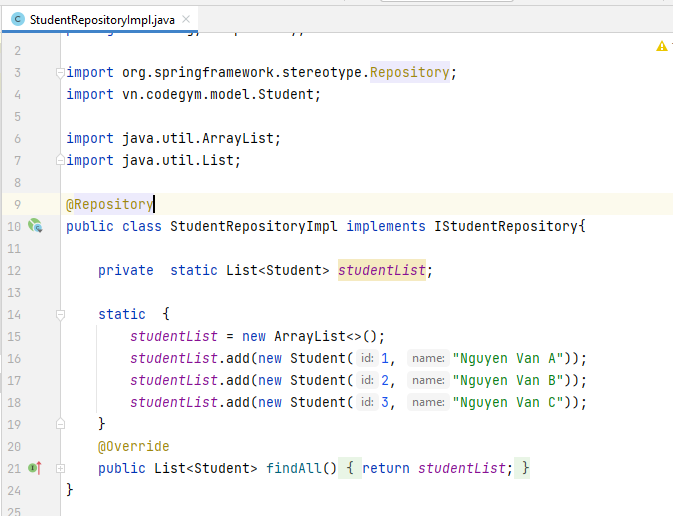 StudentRepositoryImpl.java
2
3 import org.springframework.stereotype.Repository;
4 import vn.codegym.model.Student;
5
6 import java.util.ArrayList;
7 import java.util.List;
8
9 @Repository
10 public class StudentRepositoryImpl implements IStudentRepository{
11
12 private  static List<Student> studentList;
13
14 static  {
15 studentList = new ArrayList<>();
16 studentList.add(new Student( id: 1, name: "Nguyen Van A"));
17 studentList.add(new Student( id: 2, name: "Nguyen Van B"));
18 studentList.add(new Student( id: 3, name: "Nguyen Van C"));
19 }
20 @Override
21 public List<Student> findAll() { return studentList; }
24 }
25